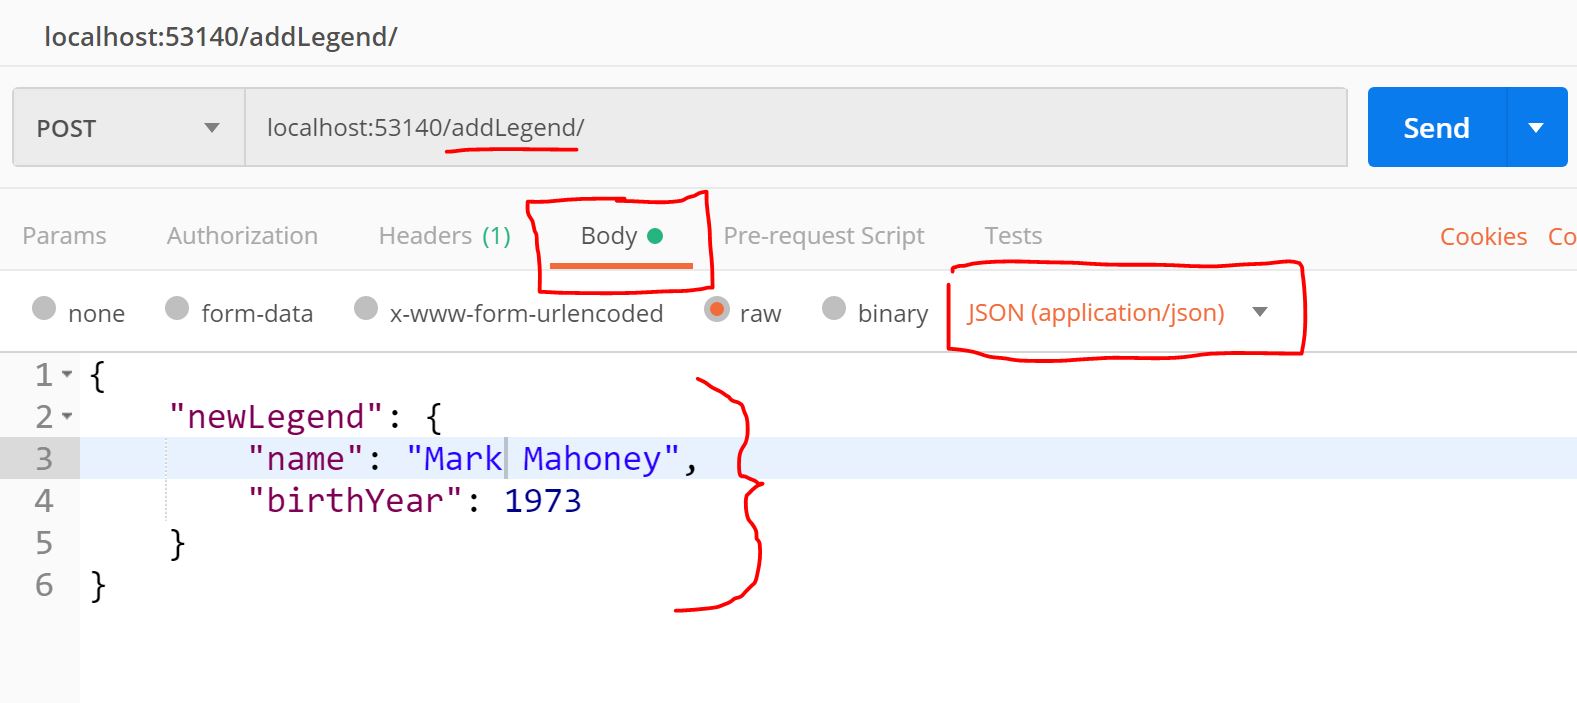 localhost:53140/addLegend/
POST localhost:53140/addLegend/ Send
Params Authorization Headers (1) Body Pre-request Script Tests Cookies Co
none form-data x-www-form-urlencoded raw binary JSON (application/json)
1 {
2 "newLegend": {
3 "name": "Mark Mahoney",
4 "birthYear": 1973
5 }
6 }